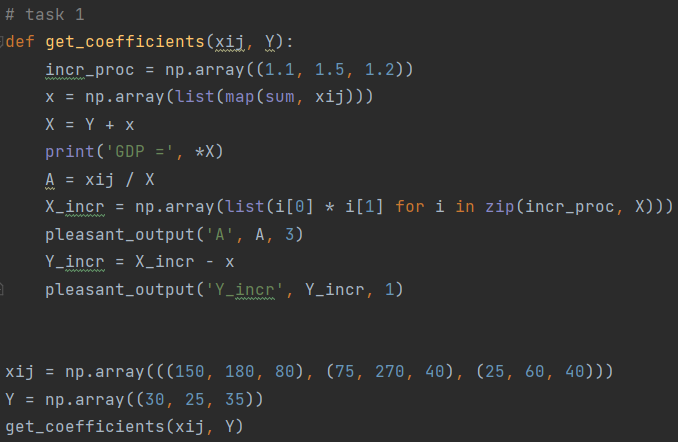 # task 1
def get_coefficients(xij, Y):
    incr_proc = np.array((1.1, 1.5, 1.2))
    x = np.array(list(map(sum, xij)))
    X = Y + x
    print('GDP =', *X)
    A = xij / X
    X_incr = np.array(list(i[0] * i[1] for i in zip(incr_proc, X)))
    pleasant_output('A', A, 3)
    Y_incr = X_incr - x
    pleasant_output('Y_incr', Y_incr, 1)
xij = np.array(((150, 180, 80), (75, 270, 40), (25, 60, 40)))
Y = np.array((30, 25, 35))
get_coefficients(xij, Y)